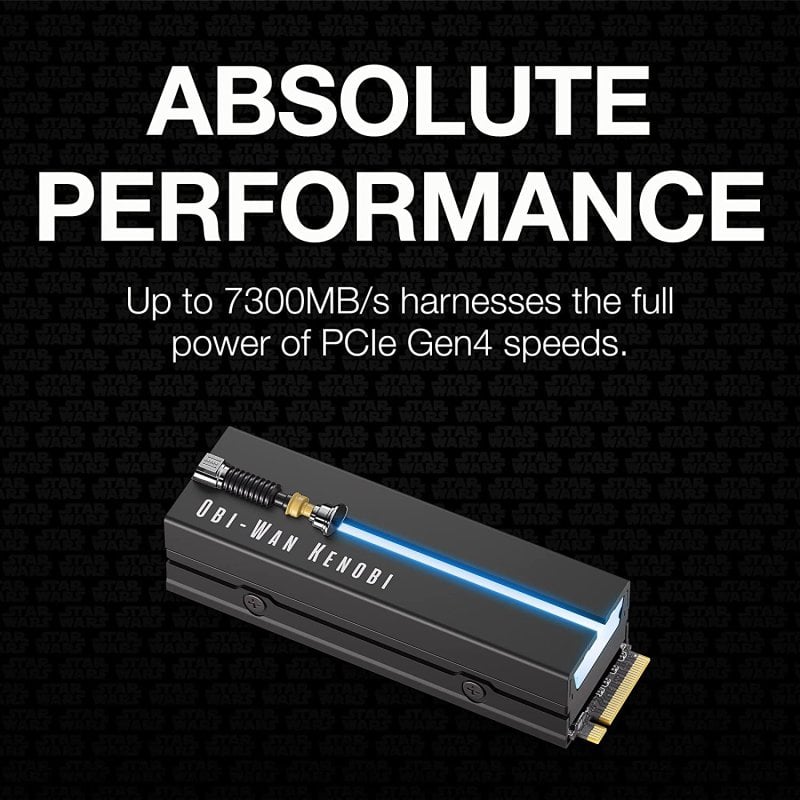 ABSOLUTE
PERFORMANCE
Up to 7300MB/s harnesses the full
power of PCIe Gen4 speeds.
OBI-WAN KENOBI